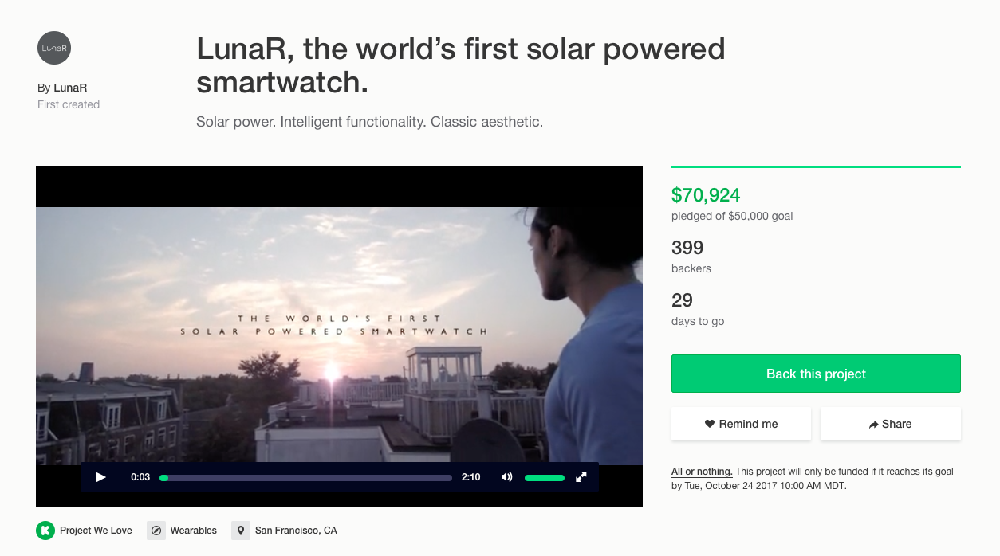 LunaR
By LunaR
First created
LunaR, the world's first solar powered
smartwatch.
Solar power. Intelligent functionality. Classic aesthetic.
THE WORLD'S FIRST
SOLAR POWERED SMARTWATCH
0:03
2:10
$70,924
pledged of $50,000 goal
399
backers
29
days to go
Back this project
Remind me
Share
All or nothing. This project will only be funded if it reaches its goal
by Tue, October 24 2017 10:00 AM MDT.
Project We Love
Wearables
San Francisco, CA